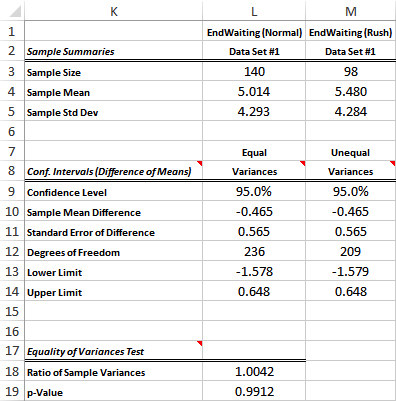 K L M
1 EndWaiting (Normal) EndWaiting (Rush)
2 Sample Summaries Data Set #1 Data Set #1
3 Sample Size 140 98
4 Sample Mean 5.014 5.480
5 Sample Std Dev 4.293 4.284
6
7 Equal Unequal
8 Conf. Intervals (Difference of Means) Variances Variances
9 Confidence Level 95.0% 95.0%
10 Sample Mean Difference -0.465 -0.465
11 Standard Error of Difference 0.565 0.565
12 Degrees of Freedom 236 209
13 Lower Limit -1.578 -1.579
14 Upper Limit 0.648 0.648
15
16
17 Equality of Variances Test
18 Ratio of Sample Variances 1.0042
19 p-Value 0.9912